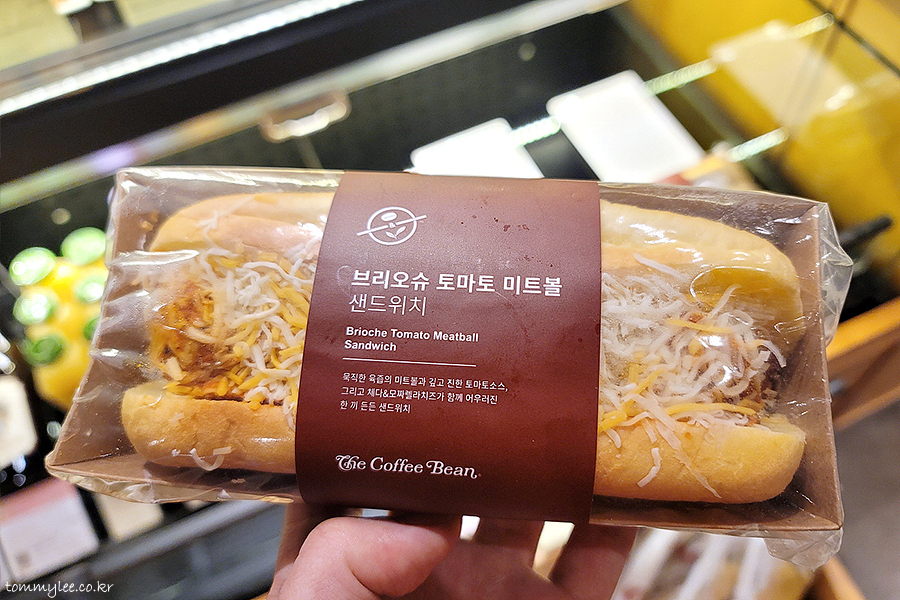 브리오슈 토마토 미트볼
샌드위치
Brioche Tomato Meatball
Sandwich
묵직한 육즙의 미트볼과 깊고 진한 토마토소스,
그리고 체다&모짜렐라치즈가 함께 어우러진
한 끼 든든 샌드위치
The Coffee Bean
tommylee.co.kr